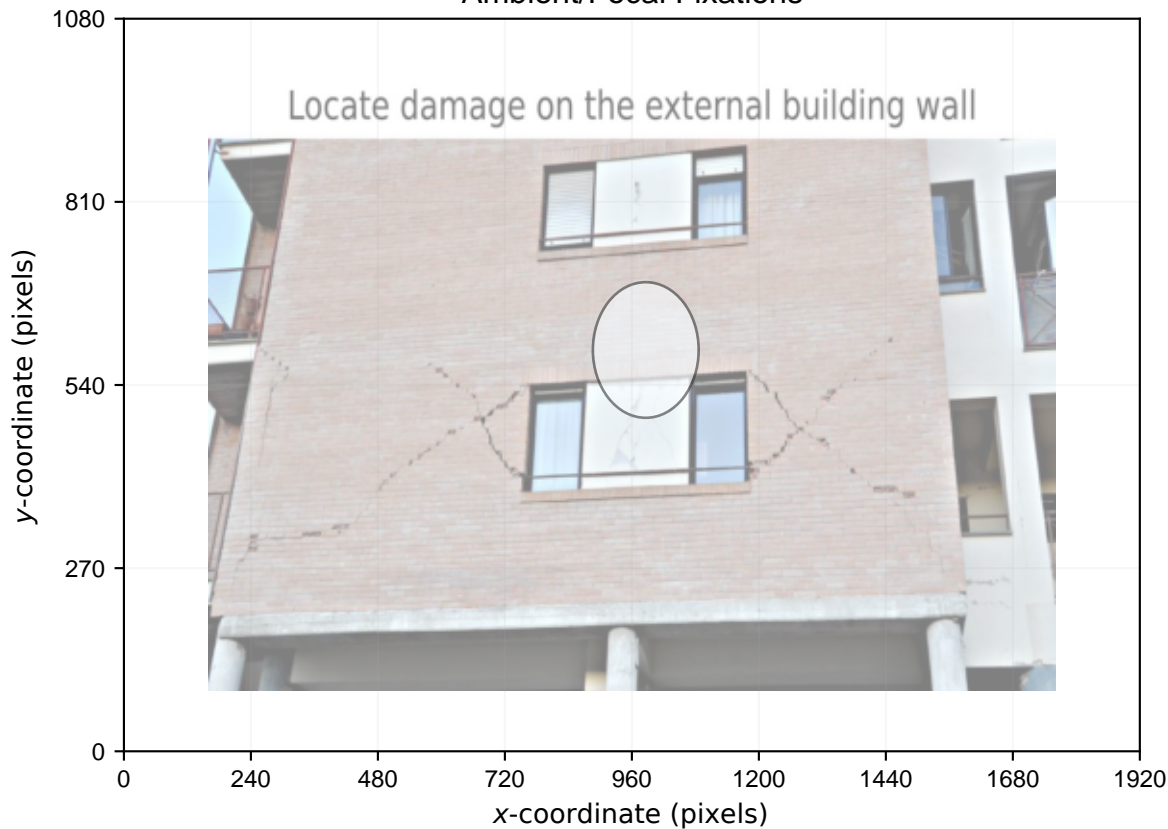 Ambient/Focal Fixations
1080
810
540
270
0
y-coordinate (pixels)
Locate damage on the external building wall
0 240 480 720 960 1200 1440 1680 1920
x-coordinate (pixels)